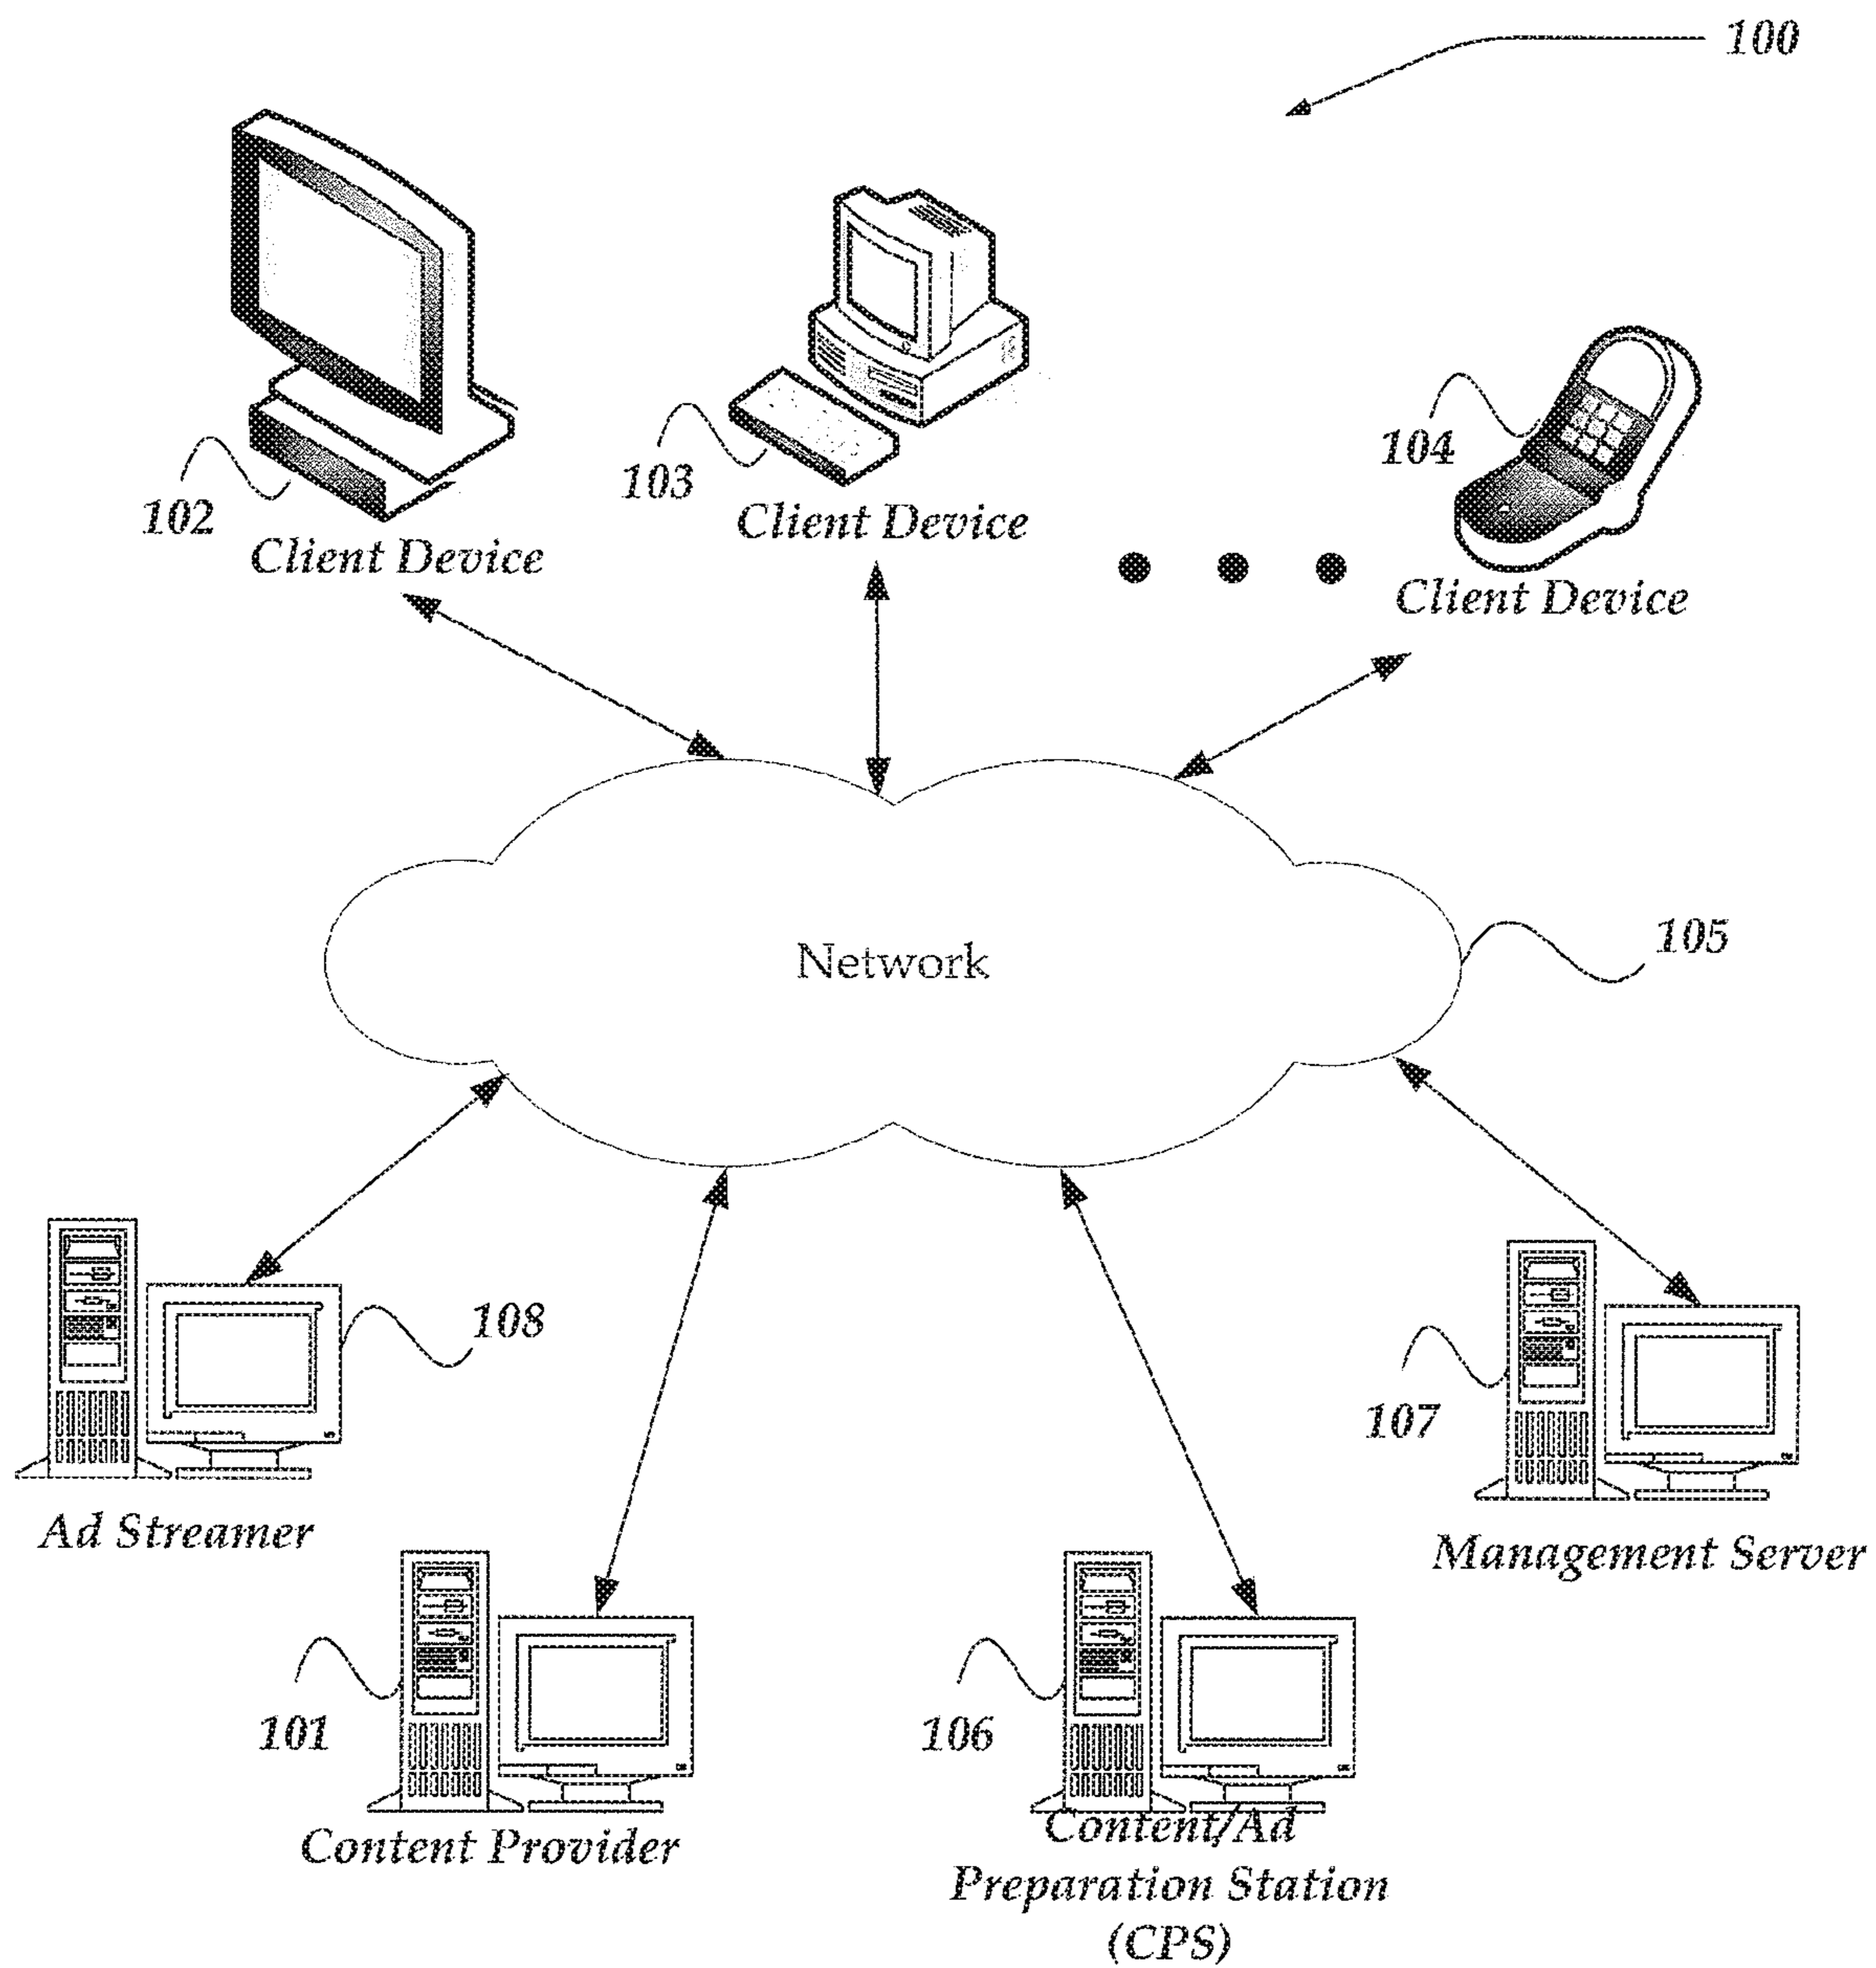 100
102
Client Device
103
Client Device
104
Client Device
Network
105
108
Ad Streamer
107
Management Server
101
Content Provider
106
Content/Ad
Preparation Station
(CPS)